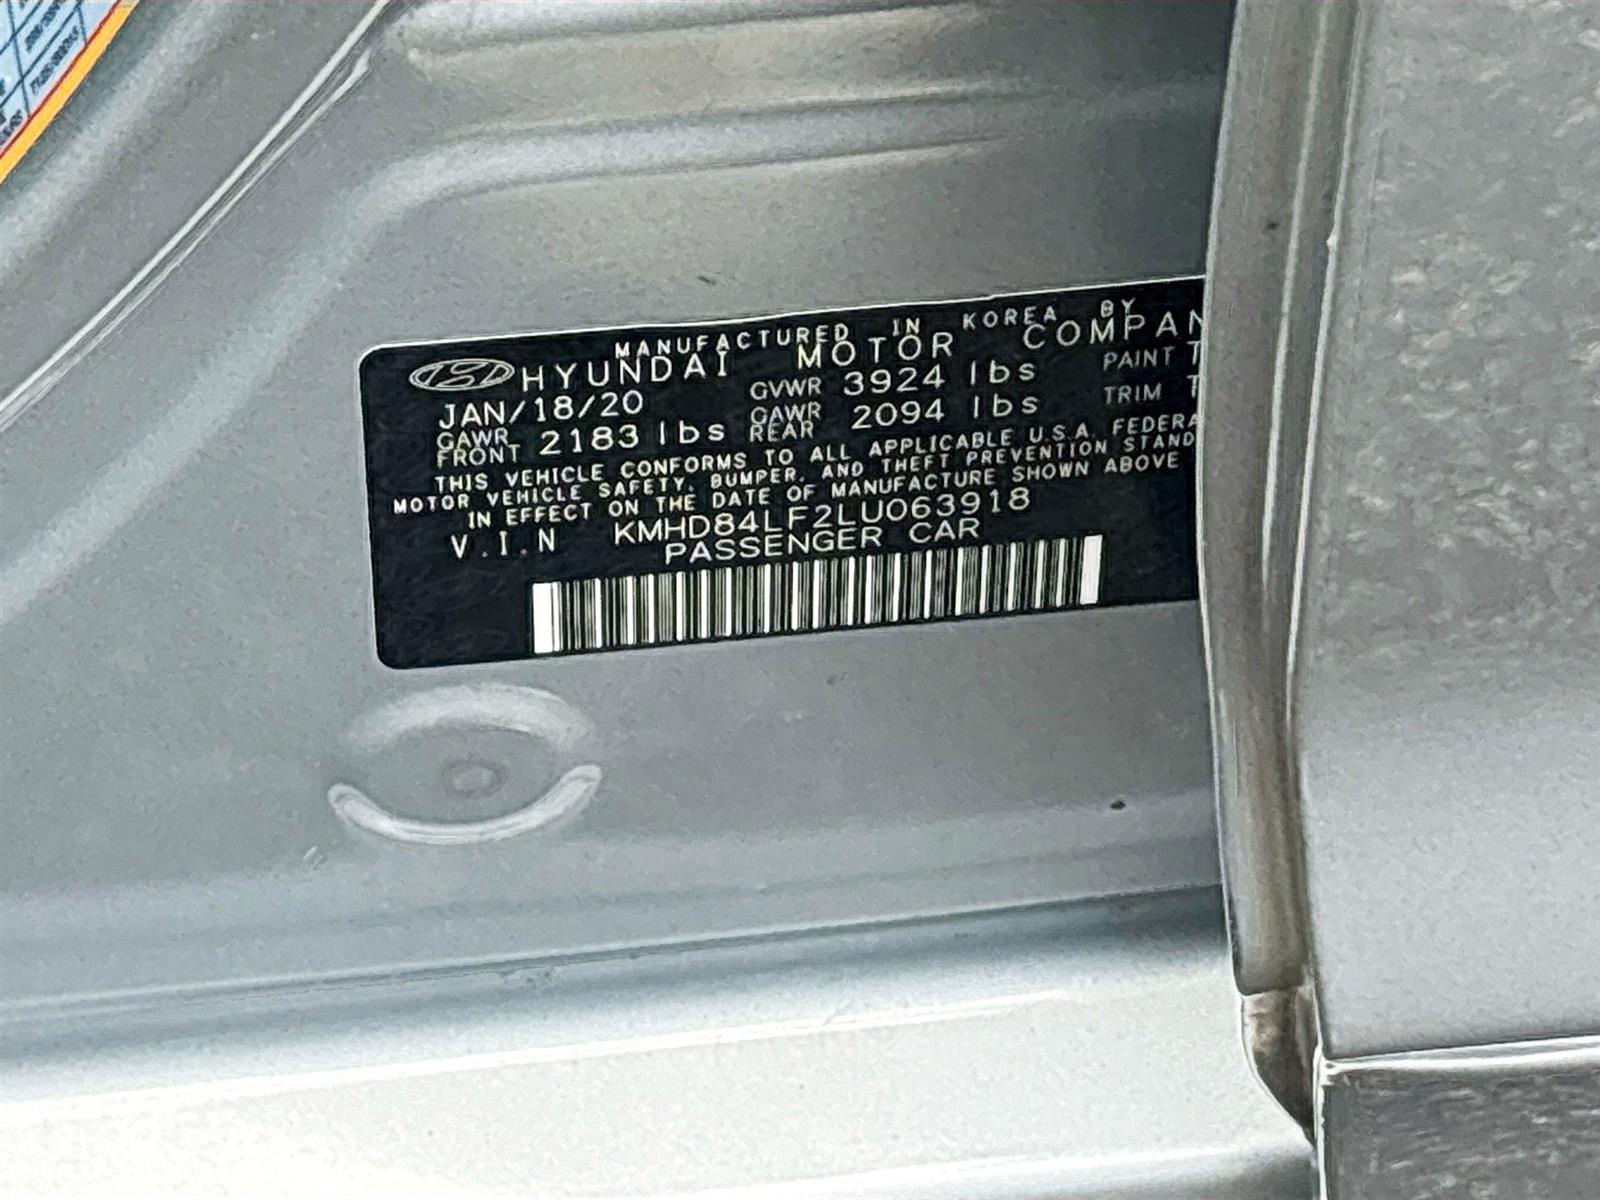 MANUFACTURED IN KOREA BY
HYUNDAI MOTOR COMPAN
JAN/18/20 GVWR 3924 lbs PAINT T
GAWR FRONT 2183 lbs GAWR REAR 2094 lbs TRIM T
THIS VEHICLE CONFORMS TO ALL APPLICABLE U.S.A. FEDERA
MOTOR VEHICLE SAFETY, BUMPER, AND THEFT PREVENTION STAND
IN EFFECT ON THE DATE OF MANUFACTURE SHOWN ABOVE
V.I.N KMHD84LF2LU063918
PASSENGER CAR